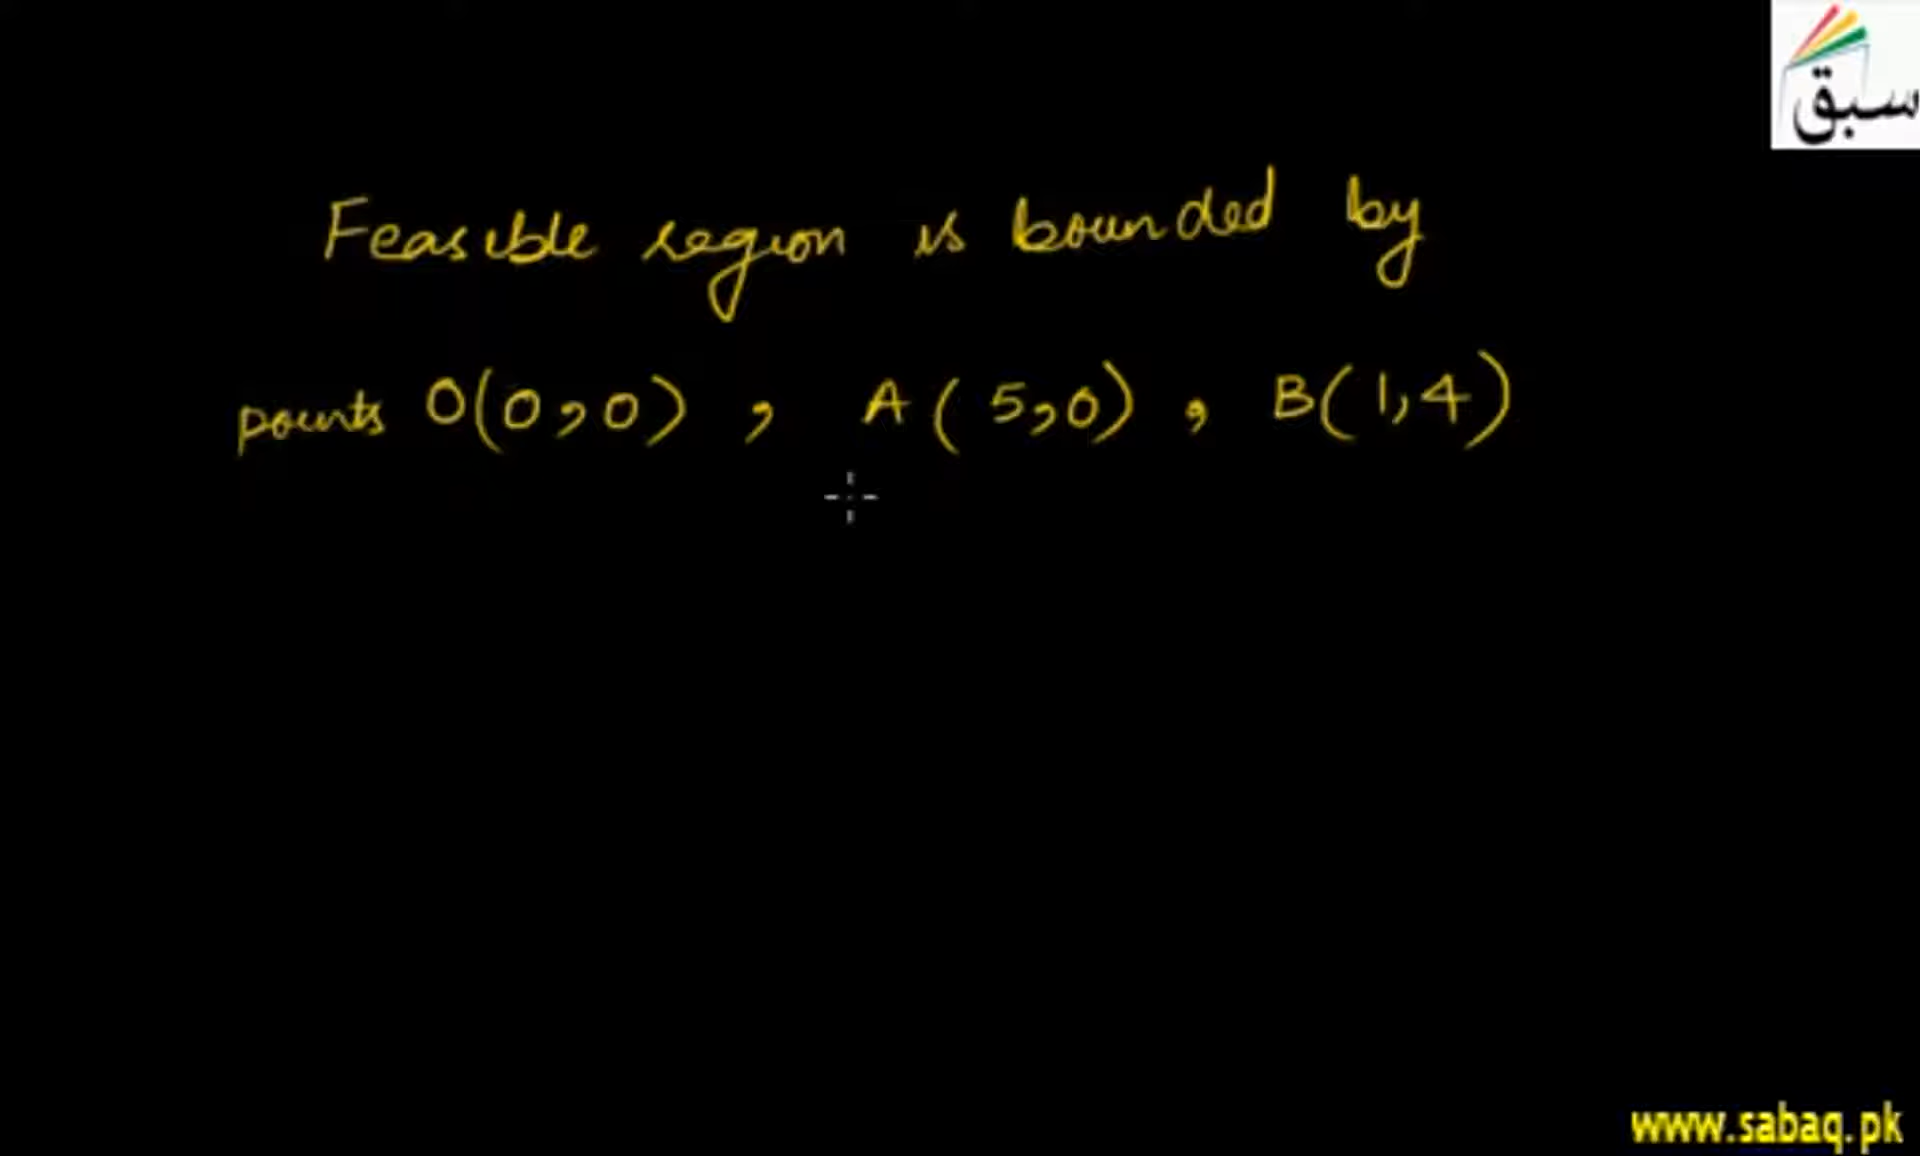 سبق
Feasible region is bounded by
points O(0,0) , A(5,0) , B(1,4)
www.sabaq.pk